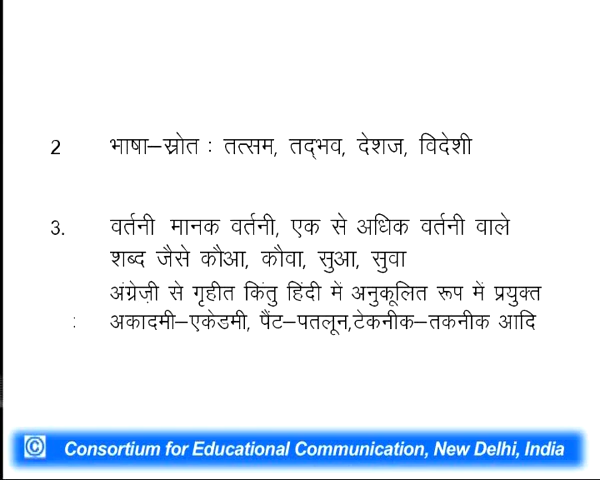 2 भाषा–स्रोत : तत्सम, तद्भव, देशज, विदेशी
3. वर्तनी मानक वर्तनी, एक से अधिक वर्तनी वाले
शब्द जैसे कौआ, कौवा, सुआ, सुवा
अंग्रेज़ी से गृहीत किंतु हिंदी में अनुकूलित रूप में प्रयुक्त
: अकादमी–एकेडमी, पैंट–पतलून,टेकनीक–तकनीक आदि
© Consortium for Educational Communication, New Delhi, India